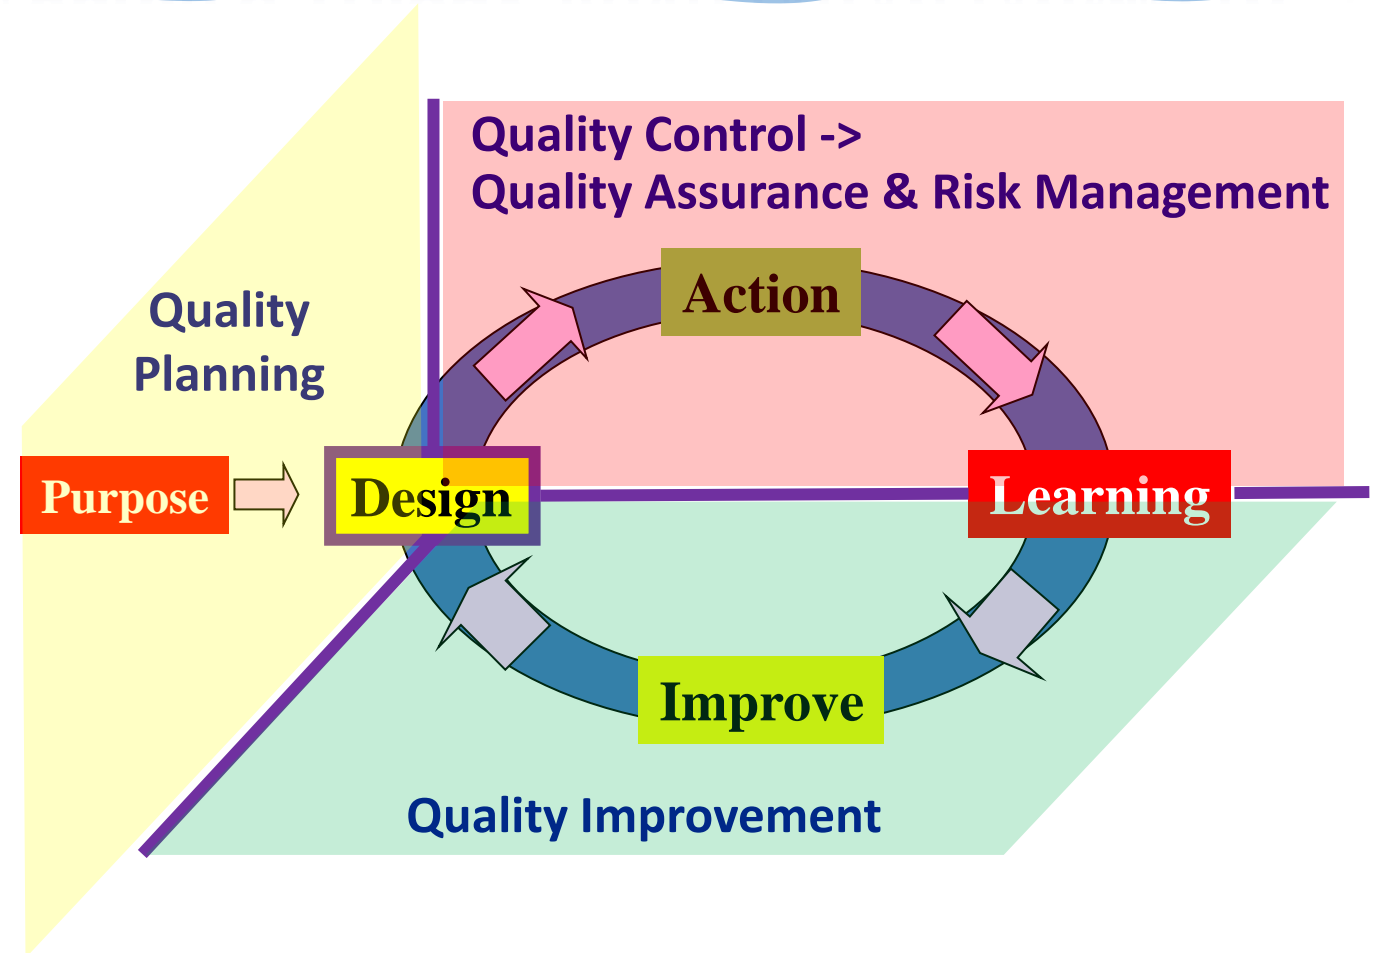 Quality Control ->
Quality Assurance & Risk Management
Action
Quality
Planning
Purpose
Design
Learning
Improve
Quality Improvement